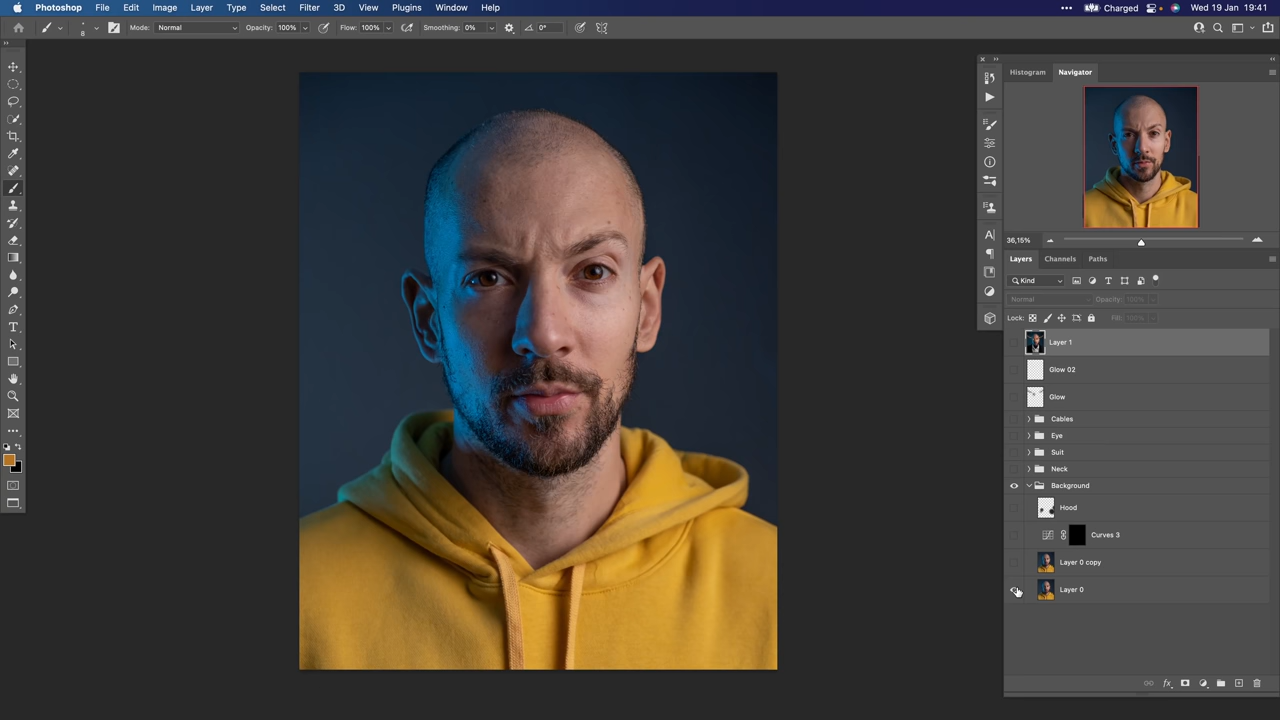 Photoshop File Edit Image Layer Type Select Filter 3D View Plugins Window Help Charged Wed 19 Jan 19:41
8 Mode: Normal Opacity: 100% Flow: 100% Smoothing: 0% 0°
Histogram Navigator
36,15%
Layers Channels Paths
Kind
Normal Opacity: 100%
Lock: Fill: 100%
Layer 1
Glow 02
Glow
Cables
Eye
Suit
Neck
Background
Hood
Curves 3
Layer 0 copy
Layer 0